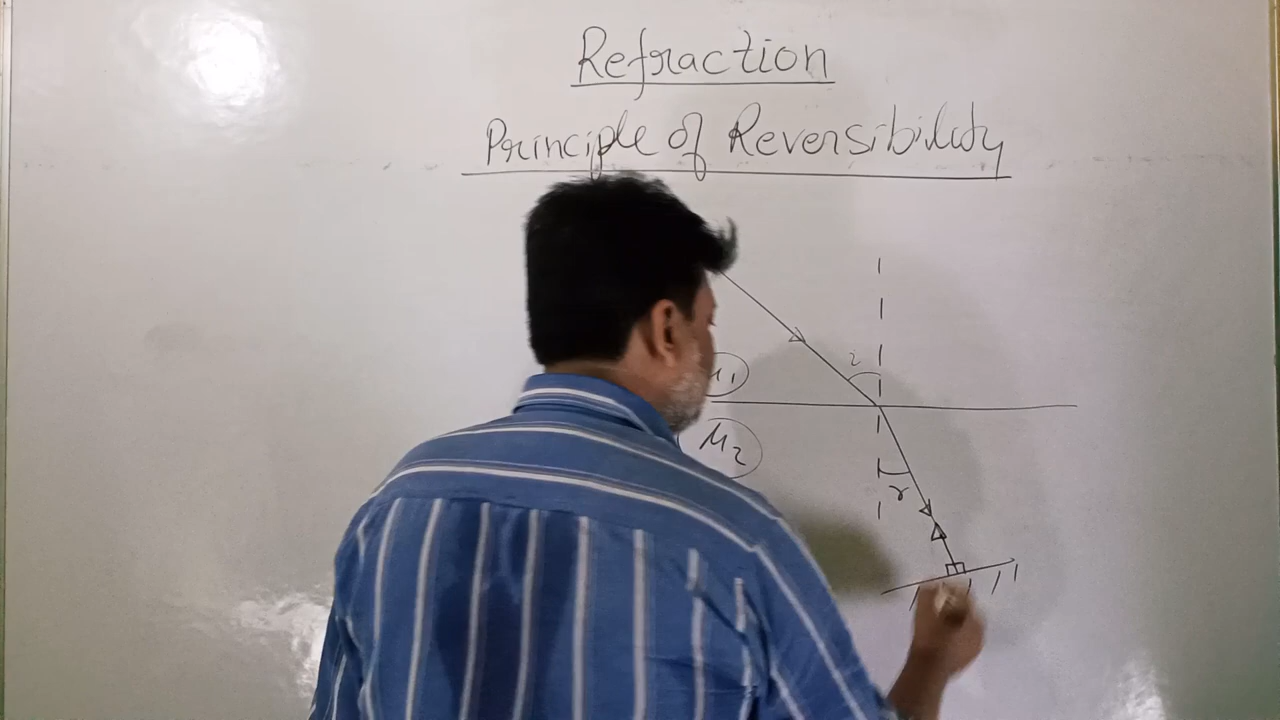 Refraction
Principle of Reversibility
i
μ1
μ2
r